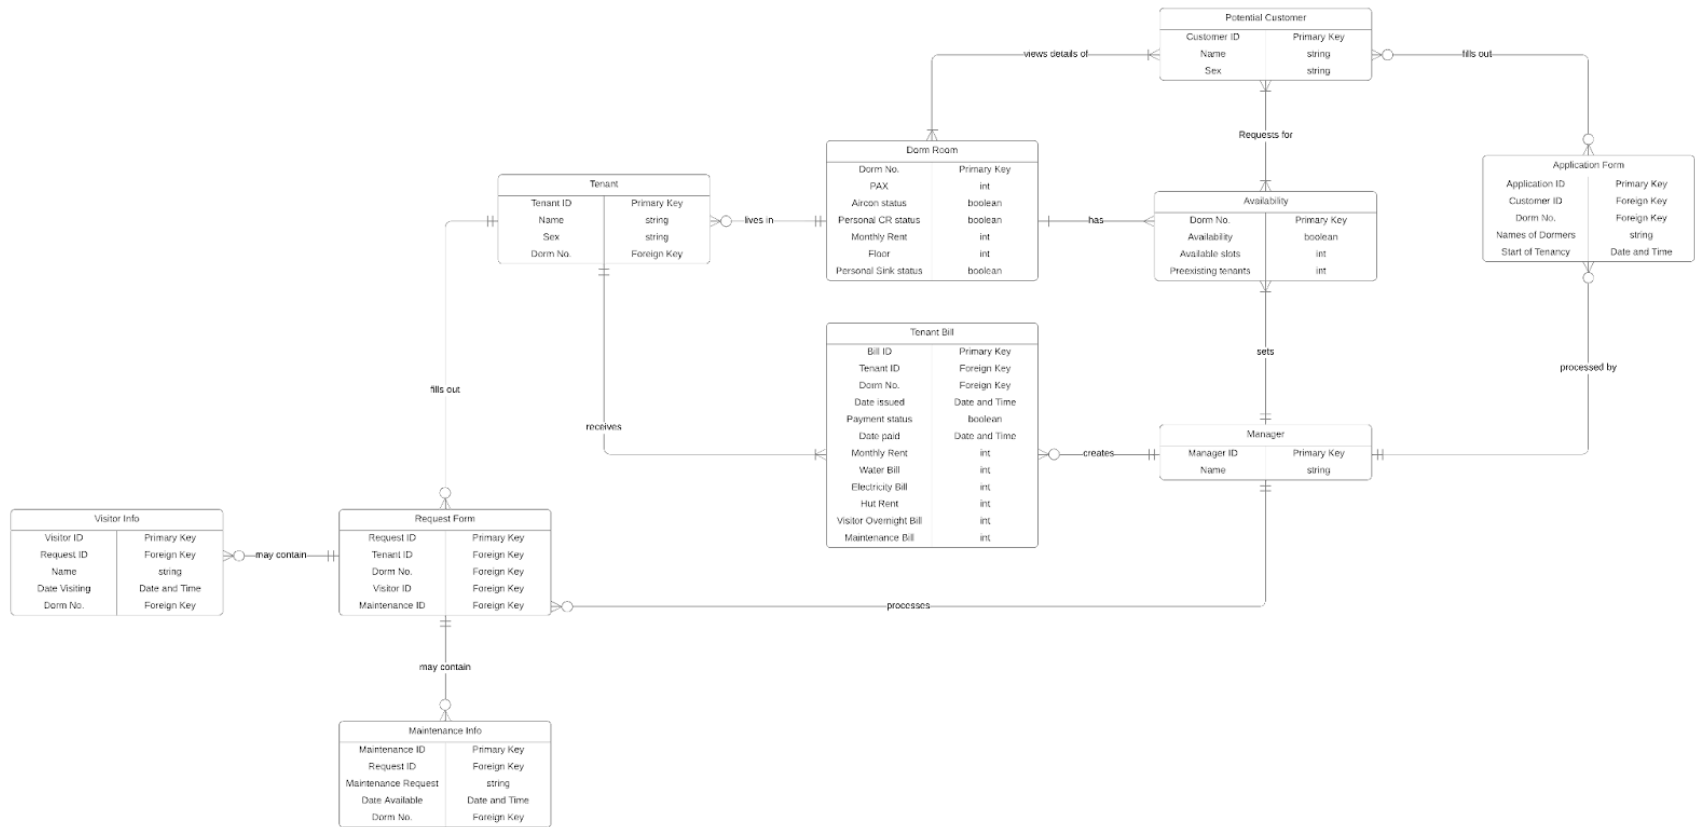 Potential Customer
Customer ID Primary Key
Name string
Sex string
views details of
fills out
Requests for
Dorm Room
Dorm No. Primary Key
PAX int
Aircon status boolean
Personal CR status boolean
Monthly Rent int
Floor int
Personal Sink status boolean
Application Form
Application ID Primary Key
Customer ID Foreign Key
Dorm No. Foreign Key
Names of Dormers string
Start of Tenancy Date and Time
Tenant
Tenant ID Primary Key
Name string
Sex string
Dorm No. Foreign Key
lives in
has
Availability
Dorm No. Primary Key
Availability boolean
Available slots int
Preexisting tenants int
Tenant Bill
Bill ID Primary Key
Tenant ID Foreign Key
Dorm No. Foreign Key
Date issued Date and Time
Payment status boolean
Date paid Date and Time
Monthly Rent int
Water Bill int
Electricity Bill int
Hut Rent int
Visitor Overnight Bill int
Maintenance Bill int
sets
processed by
fills out
receives
creates
Manager
Manager ID Primary Key
Name string
Visitor Info
Visitor ID Primary Key
Request ID Foreign Key
Name string
Date Visiting Date and Time
Dorm No. Foreign Key
may contain
Request Form
Request ID Primary Key
Tenant ID Foreign Key
Dorm No. Foreign Key
Visitor ID Foreign Key
Maintenance ID Foreign Key
processes
may contain
Maintenance Info
Maintenance ID Primary Key
Request ID Foreign Key
Maintenance Request string
Date Available Date and Time
Dorm No. Foreign Key